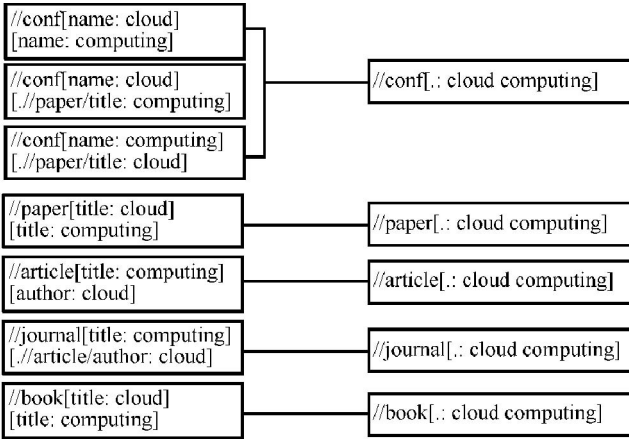 //conf[name: cloud]
[name: computing]
//conf[name: cloud]
[.//paper/title: computing]
//conf[name: computing]
[.//paper/title: cloud]
//conf[.: cloud computing]
//paper[title: cloud]
[title: computing]
//paper[.: cloud computing]
//article[title: computing]
[author: cloud]
//article[.: cloud computing]
//journal[title: computing]
[.//article/author: cloud]
//journal[.: cloud computing]
//book[title: cloud]
[title: computing]
//book[.: cloud computing]